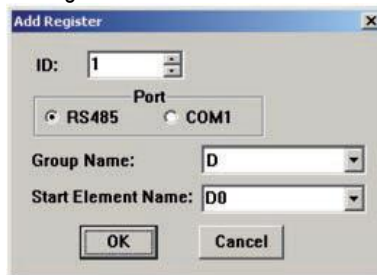 Add Register
ID: 1
Port
RS485 COM1
Group Name: D
Start Element Name: D0
OK Cancel